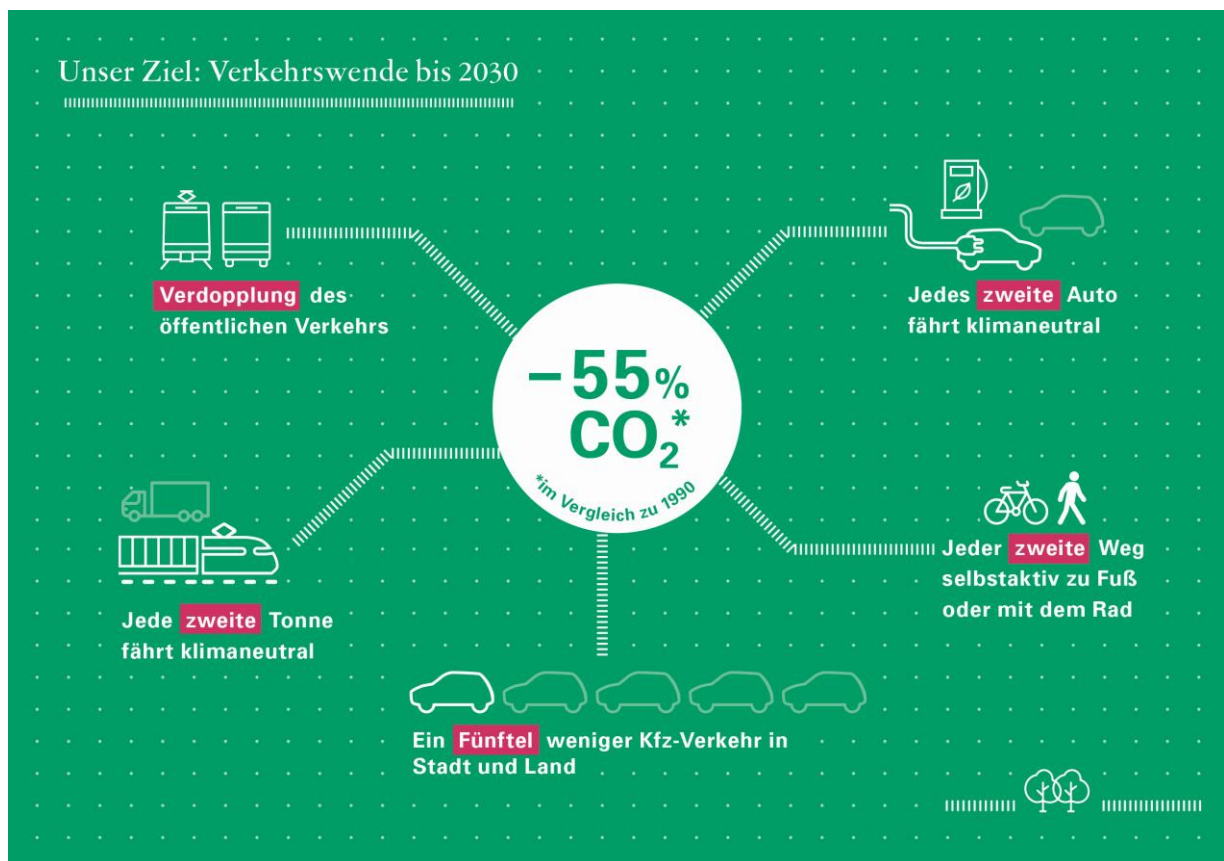 Unser Ziel: Verkehrswende bis 2030
Verdopplung des
öffentlichen Verkehrs
Jedes zweite Auto
fährt klimaneutral
–55%
CO₂*
*im Vergleich zu 1990
Jede zweite Tonne
fährt klimaneutral
Jeder zweite Weg
selbstaktiv zu Fuß
oder mit dem Rad
Ein Fünftel weniger Kfz-Verkehr in
Stadt und Land